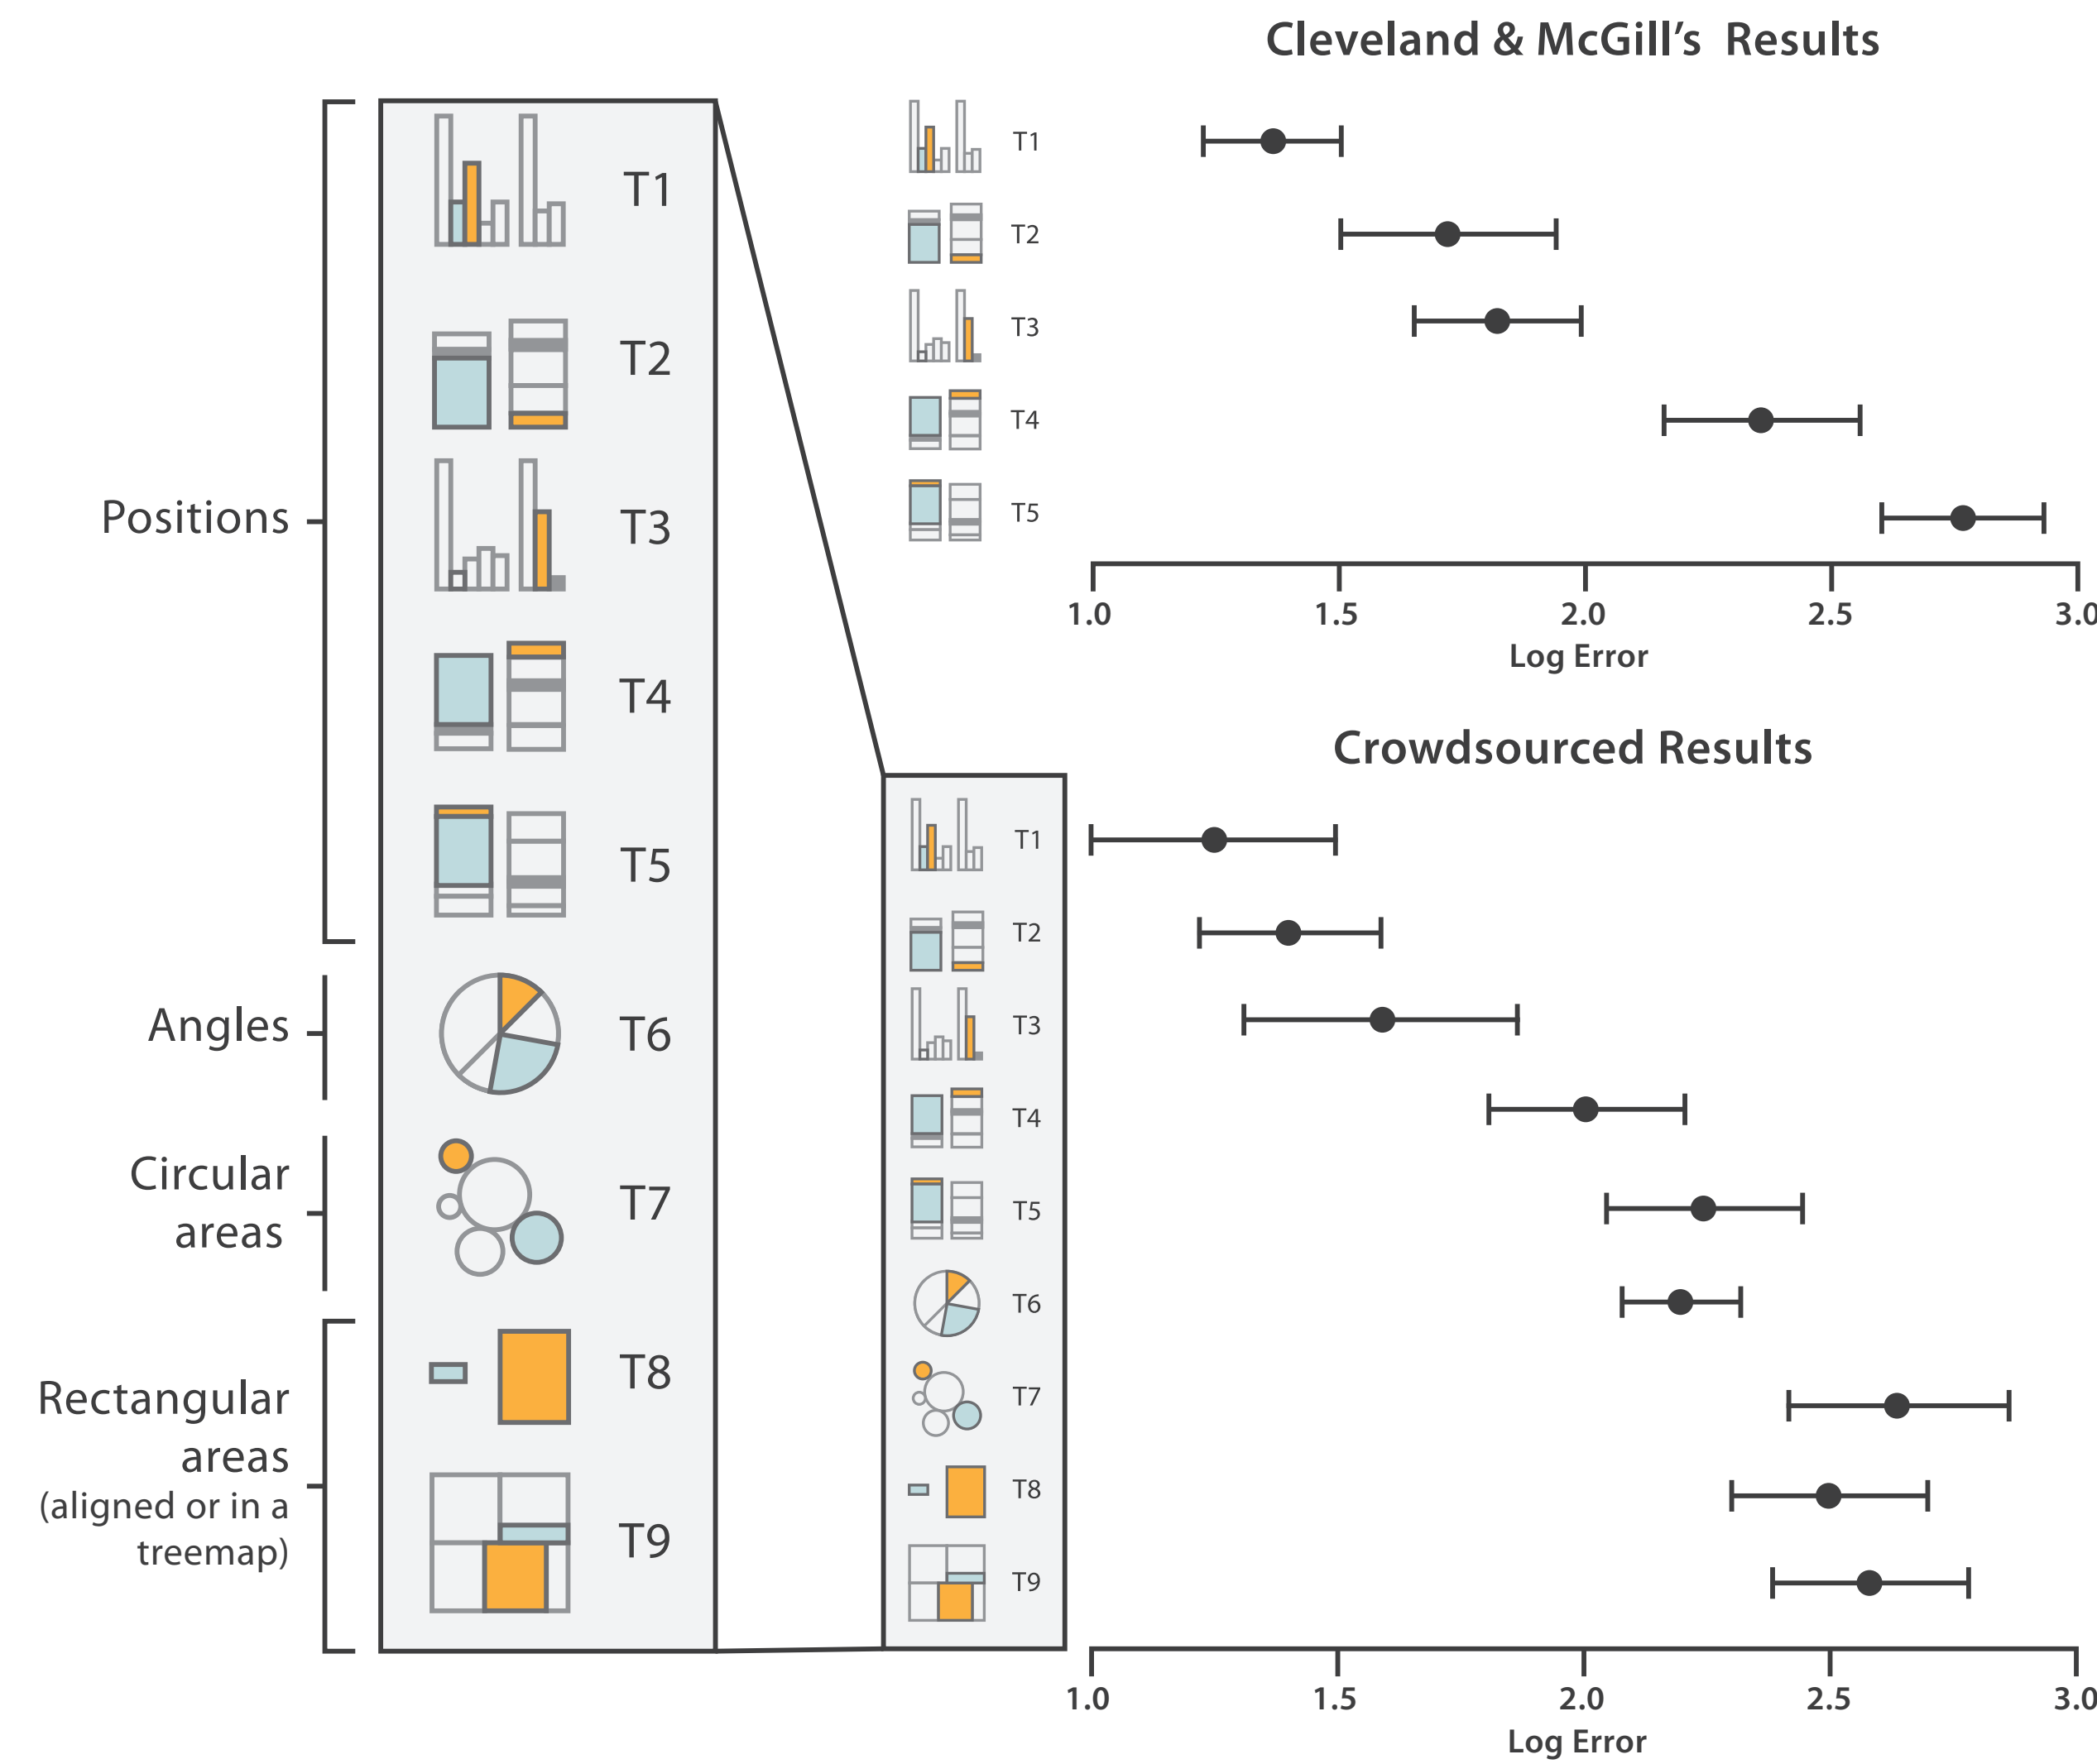 Cleveland & McGill's Results
Positions
T1
T2
T3
T4
T5
Angles
T6
Circular
areas
T7
Rectangular
areas
(aligned or in a
treemap)
T8
T9
T1
T2
T3
T4
T5
1.0 1.5 2.0 2.5 3.0
Log Error
Crowdsourced Results
T1
T2
T3
T4
T5
T6
T7
T8
T9
1.0 1.5 2.0 2.5 3.0
Log Error